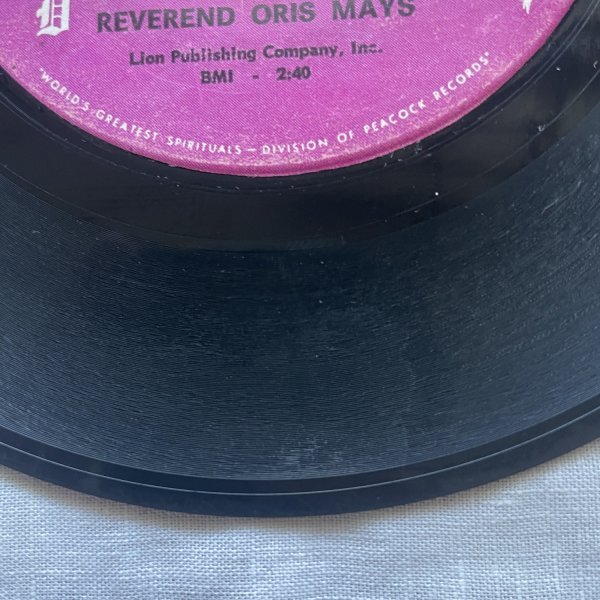 REVEREND ORIS MAYS
Lion Publishing Company, Inc.
BMI - 2:40
"WORLD'S GREATEST SPIRITUALS — DIVISION OF PEACOCK RECORDS"